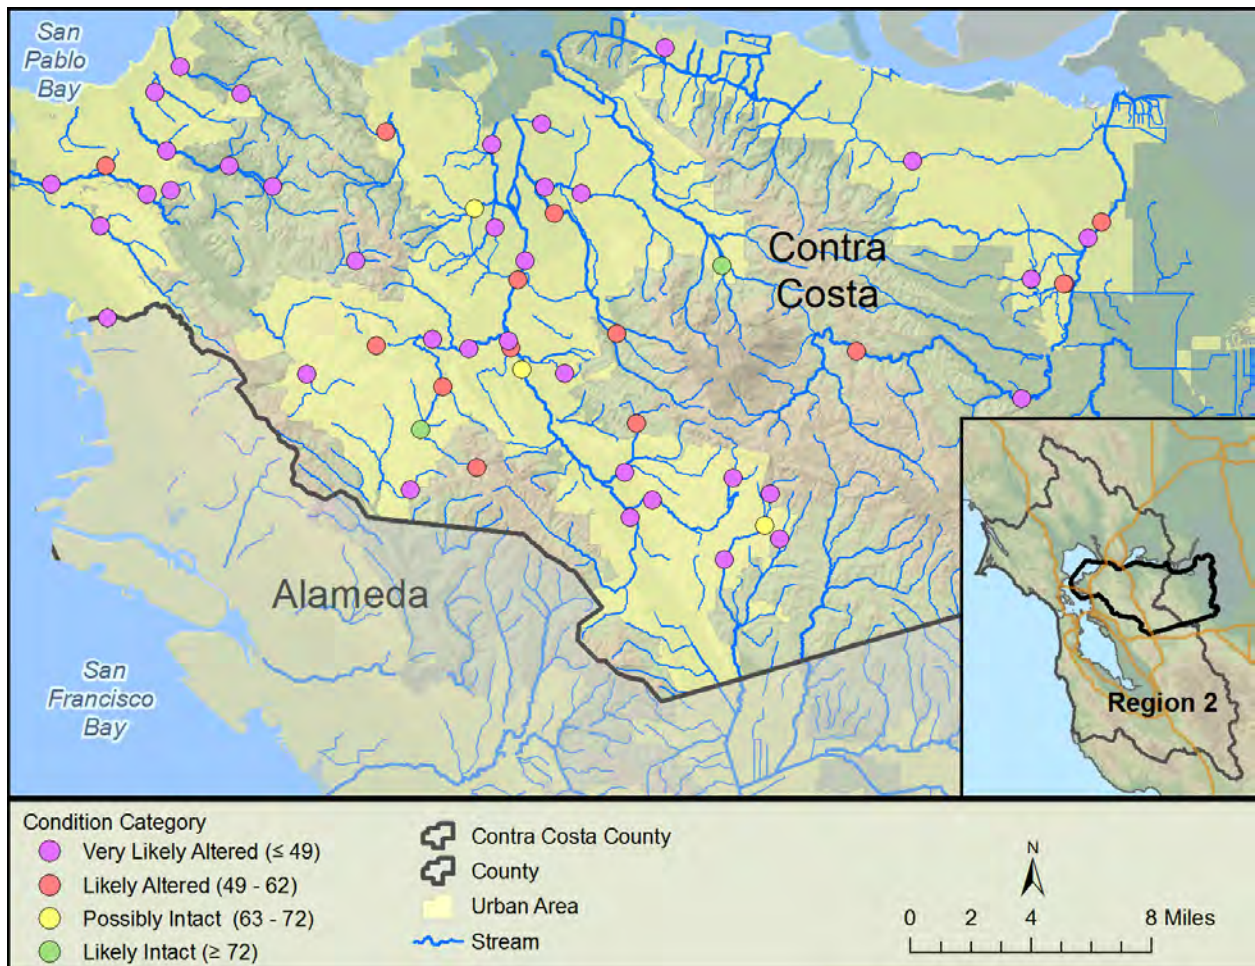 San
Pablo
Bay
Contra
Costa
Alameda
San
Francisco
Bay
Region 2
Condition Category
Very Likely Altered (≤ 49)
Likely Altered (49 - 62)
Possibly Intact (63 - 72)
Likely Intact (≥ 72)
Contra Costa County
County
Urban Area
Stream
N
0 2 4 8 Miles